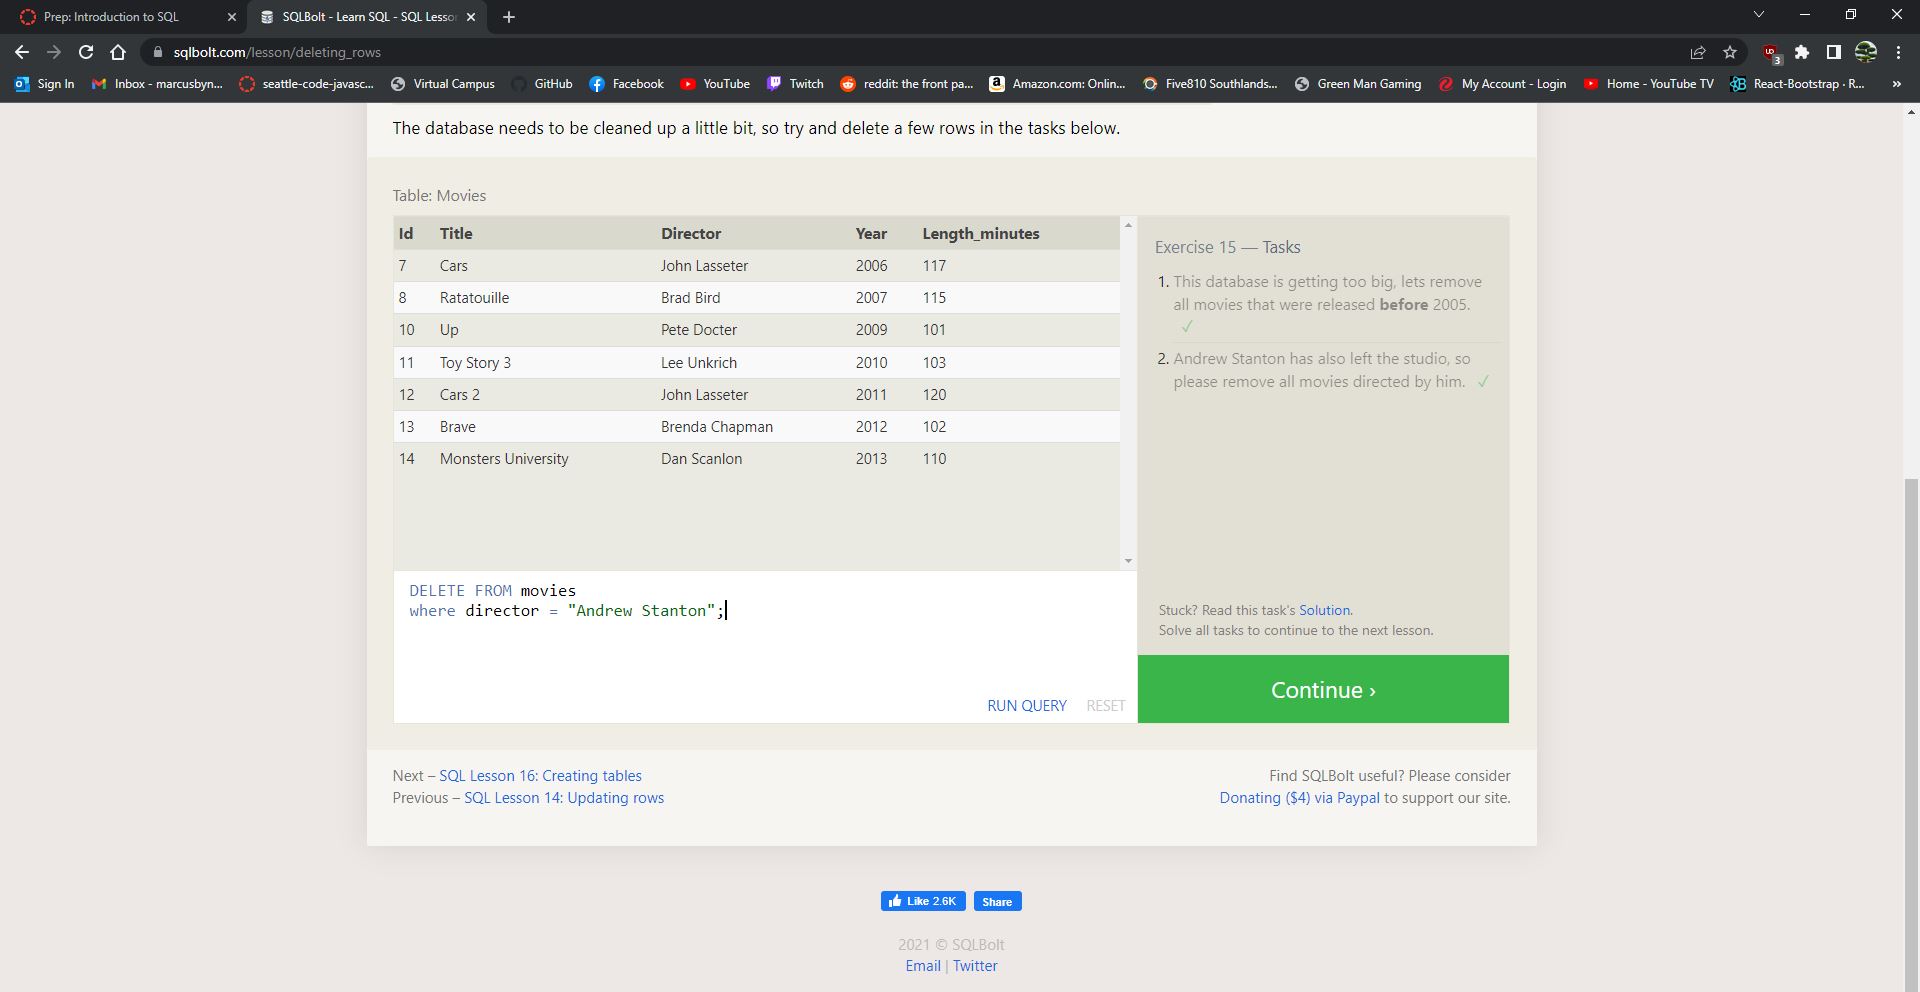 Prep: Introduction to SQL
SQLBolt - Learn SQL - SQL Lesson
sqlbolt.com/lesson/deleting_rows
3
Sign In
Inbox - marcusbyn...
seattle-code-javasc...
Virtual Campus
GitHub
Facebook
YouTube
Twitch
reddit: the front pa...
Amazon.com: Onlin...
Five810 Southlands...
Green Man Gaming
My Account - Login
Home - YouTube TV
React-Bootstrap · R...
»
The database needs to be cleaned up a little bit, so try and delete a few rows in the tasks below.
Table: Movies
Id Title Director Year Length_minutes
7 Cars John Lasseter 2006 117
8 Ratatouille Brad Bird 2007 115
10 Up Pete Docter 2009 101
11 Toy Story 3 Lee Unkrich 2010 103
12 Cars 2 John Lasseter 2011 120
13 Brave Brenda Chapman 2012 102
14 Monsters University Dan Scanlon 2013 110
DELETE FROM movies
where director = "Andrew Stanton";
RUN QUERY RESET
Exercise 15 — Tasks
1. This database is getting too big, lets remove
all movies that were released before 2005.
✓
2. Andrew Stanton has also left the studio, so
please remove all movies directed by him. ✓
Stuck? Read this task's Solution.
Solve all tasks to continue to the next lesson.
Continue ›
Next – SQL Lesson 16: Creating tables
Previous – SQL Lesson 14: Updating rows
Find SQLBolt useful? Please consider
Donating ($4) via Paypal to support our site.
Like 2.6K
Share
2021 © SQLBolt
Email | Twitter